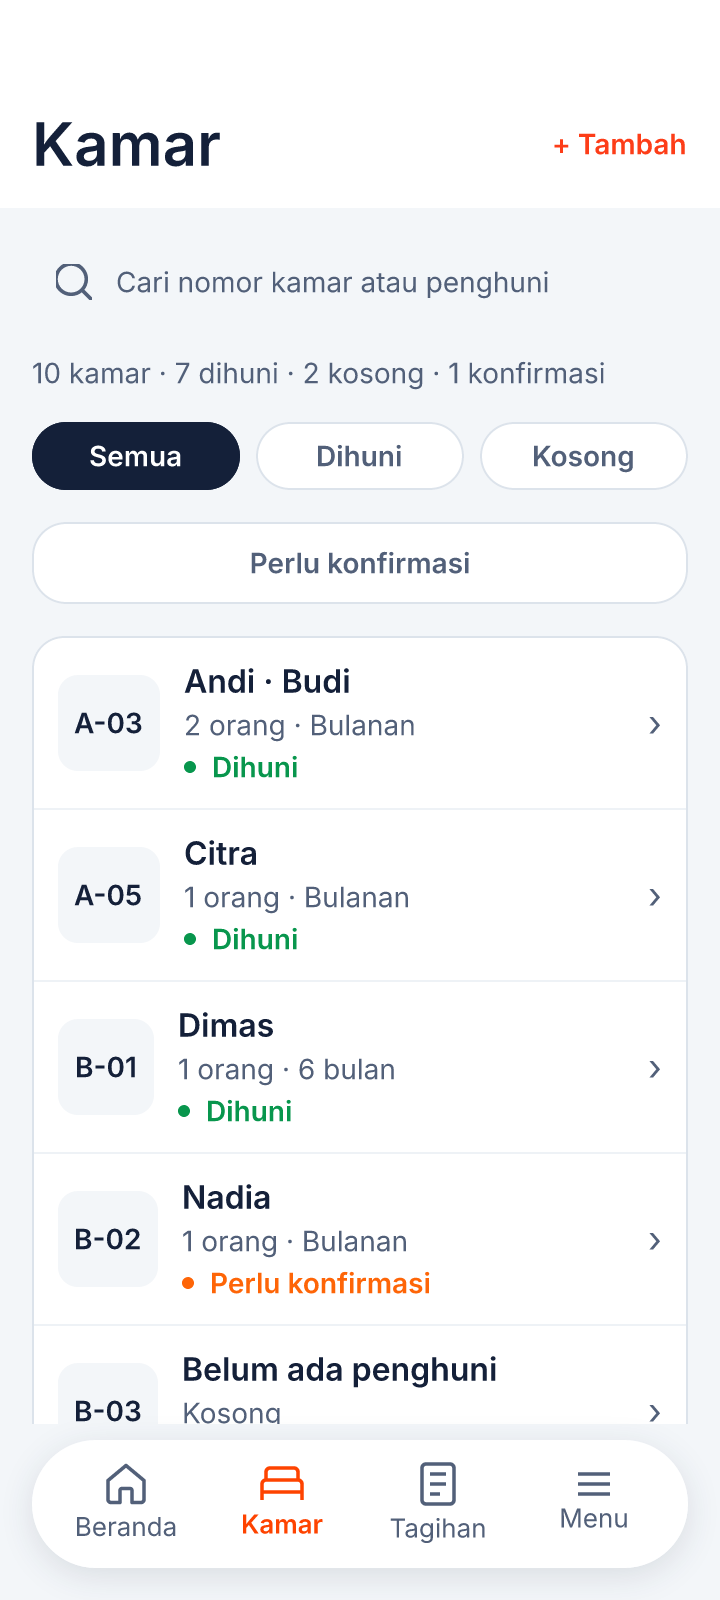 Kamar
+ Tambah
Cari nomor kamar atau penghuni
10 kamar · 7 dihuni · 2 kosong · 1 konfirmasi
Semua
Dihuni
Kosong
Perlu konfirmasi
A-03
Andi · Budi
2 orang · Bulanan
Dihuni
›
A-05
Citra
1 orang · Bulanan
Dihuni
›
B-01
Dimas
1 orang · 6 bulan
Dihuni
›
B-02
Nadia
1 orang · Bulanan
Perlu konfirmasi
›
B-03
Belum ada penghuni
Kosong
›
Beranda
Kamar
Tagihan
Menu